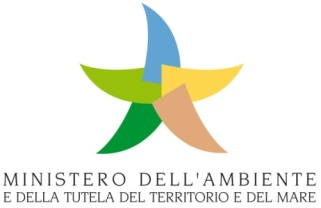 MINISTERO DELL'AMBIENTE
E DELLA TUTELA DEL TERRITORIO E DEL MARE